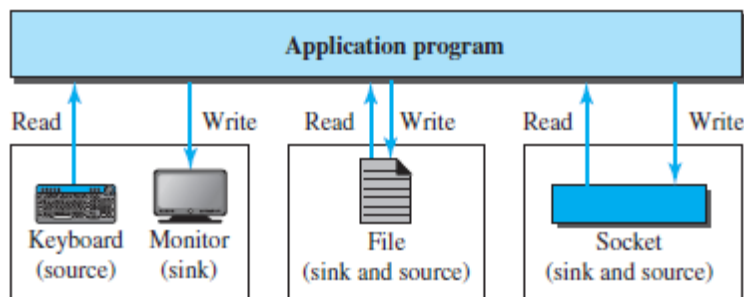 Application program
Read Write Read Write Read Write
Keyboard Monitor File Socket
(source) (sink) (sink and source) (sink and source)